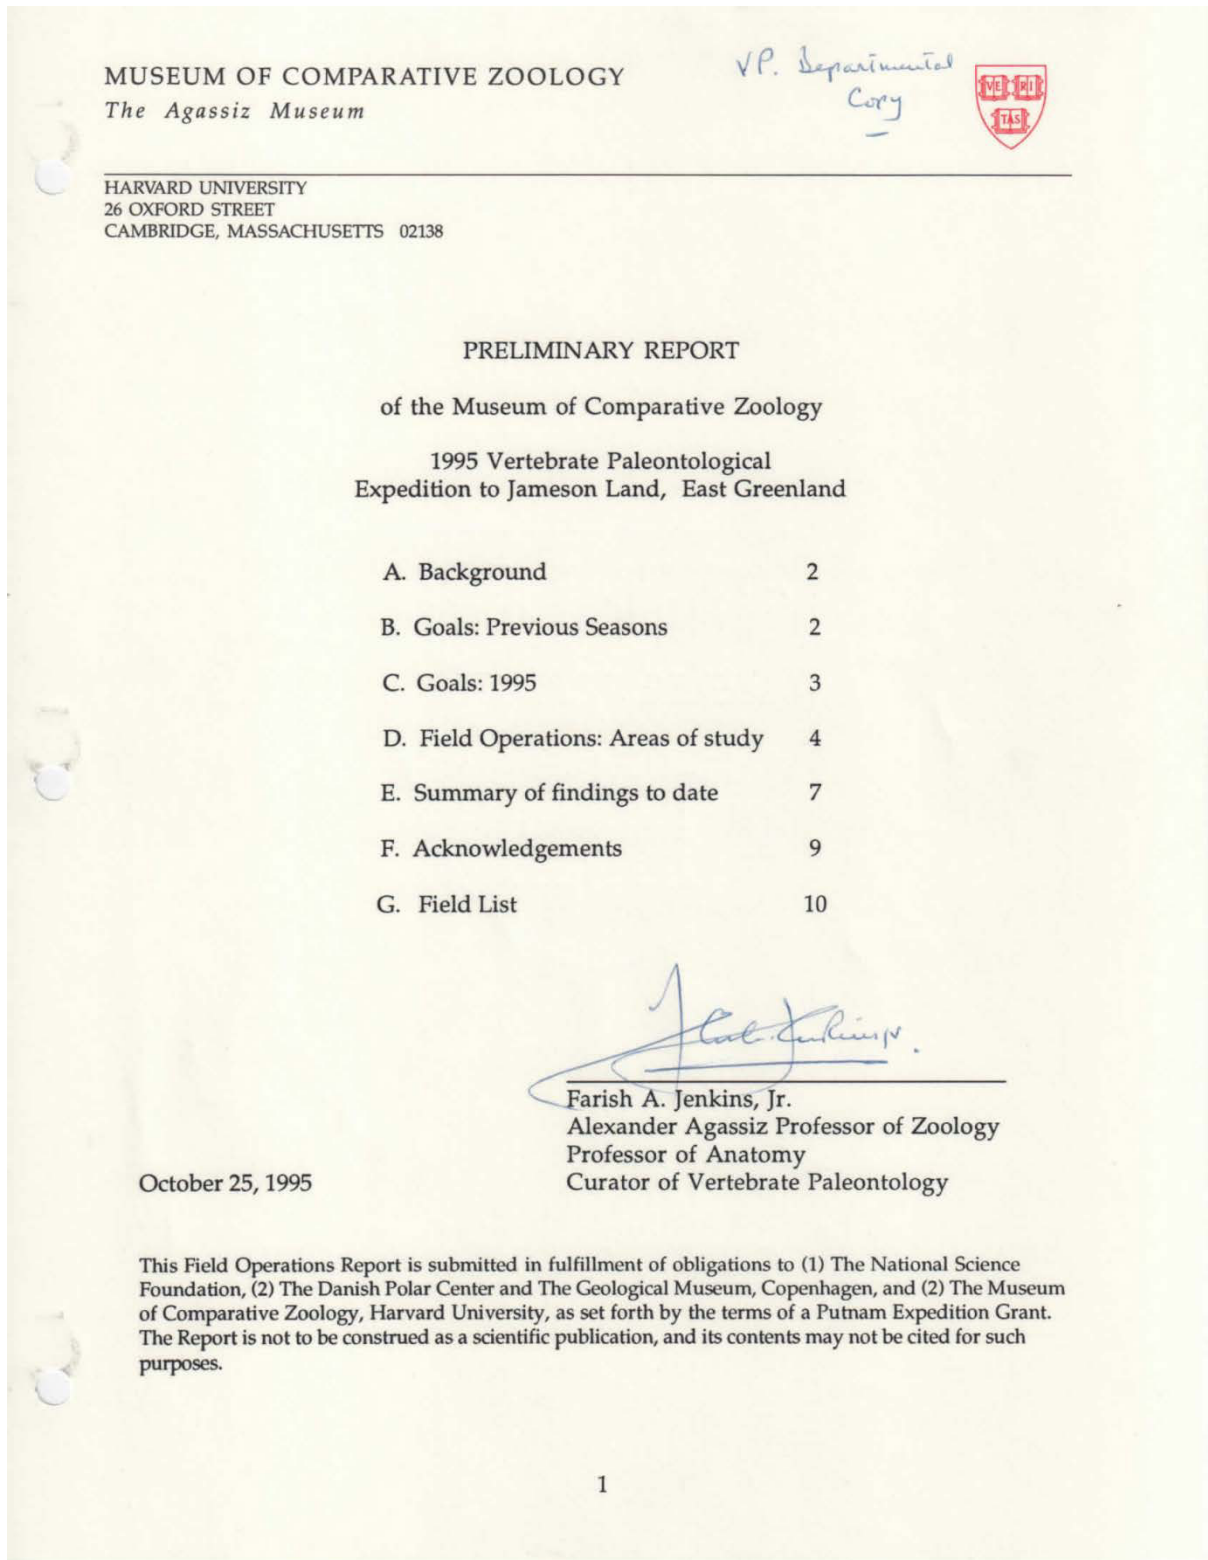 MUSEUM OF COMPARATIVE ZOOLOGY
The Agassiz Museum
VP. Departmental
Copy
VE RI
TAS
HARVARD UNIVERSITY
26 OXFORD STREET
CAMBRIDGE, MASSACHUSETTS 02138
PRELIMINARY REPORT
of the Museum of Comparative Zoology
1995 Vertebrate Paleontological
Expedition to Jameson Land, East Greenland
A. Background 2
B. Goals: Previous Seasons 2
C. Goals: 1995 3
D. Field Operations: Areas of study 4
E. Summary of findings to date 7
F. Acknowledgements 9
G. Field List 10
Farish A. Jenkins, Jr.
Alexander Agassiz Professor of Zoology
Professor of Anatomy
October 25, 1995 Curator of Vertebrate Paleontology
This Field Operations Report is submitted in fulfillment of obligations to (1) The National Science
Foundation, (2) The Danish Polar Center and The Geological Museum, Copenhagen, and (2) The Museum
of Comparative Zoology, Harvard University, as set forth by the terms of a Putnam Expedition Grant.
The Report is not to be construed as a scientific publication, and its contents may not be cited for such
purposes.
1